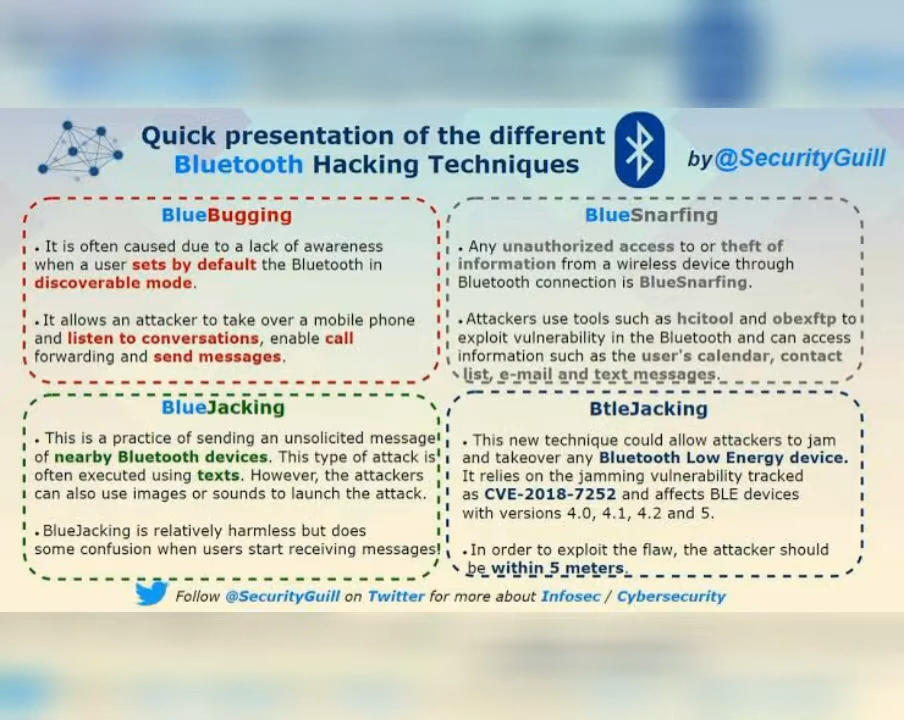 Quick presentation of the different
Bluetooth Hacking Techniques
by@SecurityGuill
BlueBugging
• It is often caused due to a lack of awareness
when a user sets by default the Bluetooth in
discoverable mode.
• It allows an attacker to take over a mobile phone
and listen to conversations, enable call
forwarding and send messages.
BlueSnarfing
• Any unauthorized access to or theft of
information from a wireless device through
Bluetooth connection is BlueSnarfing.
• Attackers use tools such as hcitool and obexftp to
exploit vulnerability in the Bluetooth and can access
information such as the user's calendar, contact
list, e-mail and text messages.
BlueJacking
• This is a practice of sending an unsolicited message
of nearby Bluetooth devices. This type of attack is
often executed using texts. However, the attackers
can also use images or sounds to launch the attack.
• BlueJacking is relatively harmless but does
some confusion when users start receiving messages!
BtleJacking
• This new technique could allow attackers to jam
and takeover any Bluetooth Low Energy device.
It relies on the jamming vulnerability tracked
as CVE-2018-7252 and affects BLE devices
with versions 4.0, 4.1, 4.2 and 5.
• In order to exploit the flaw, the attacker should
be within 5 meters.
Follow @SecurityGuill on Twitter for more about Infosec / Cybersecurity